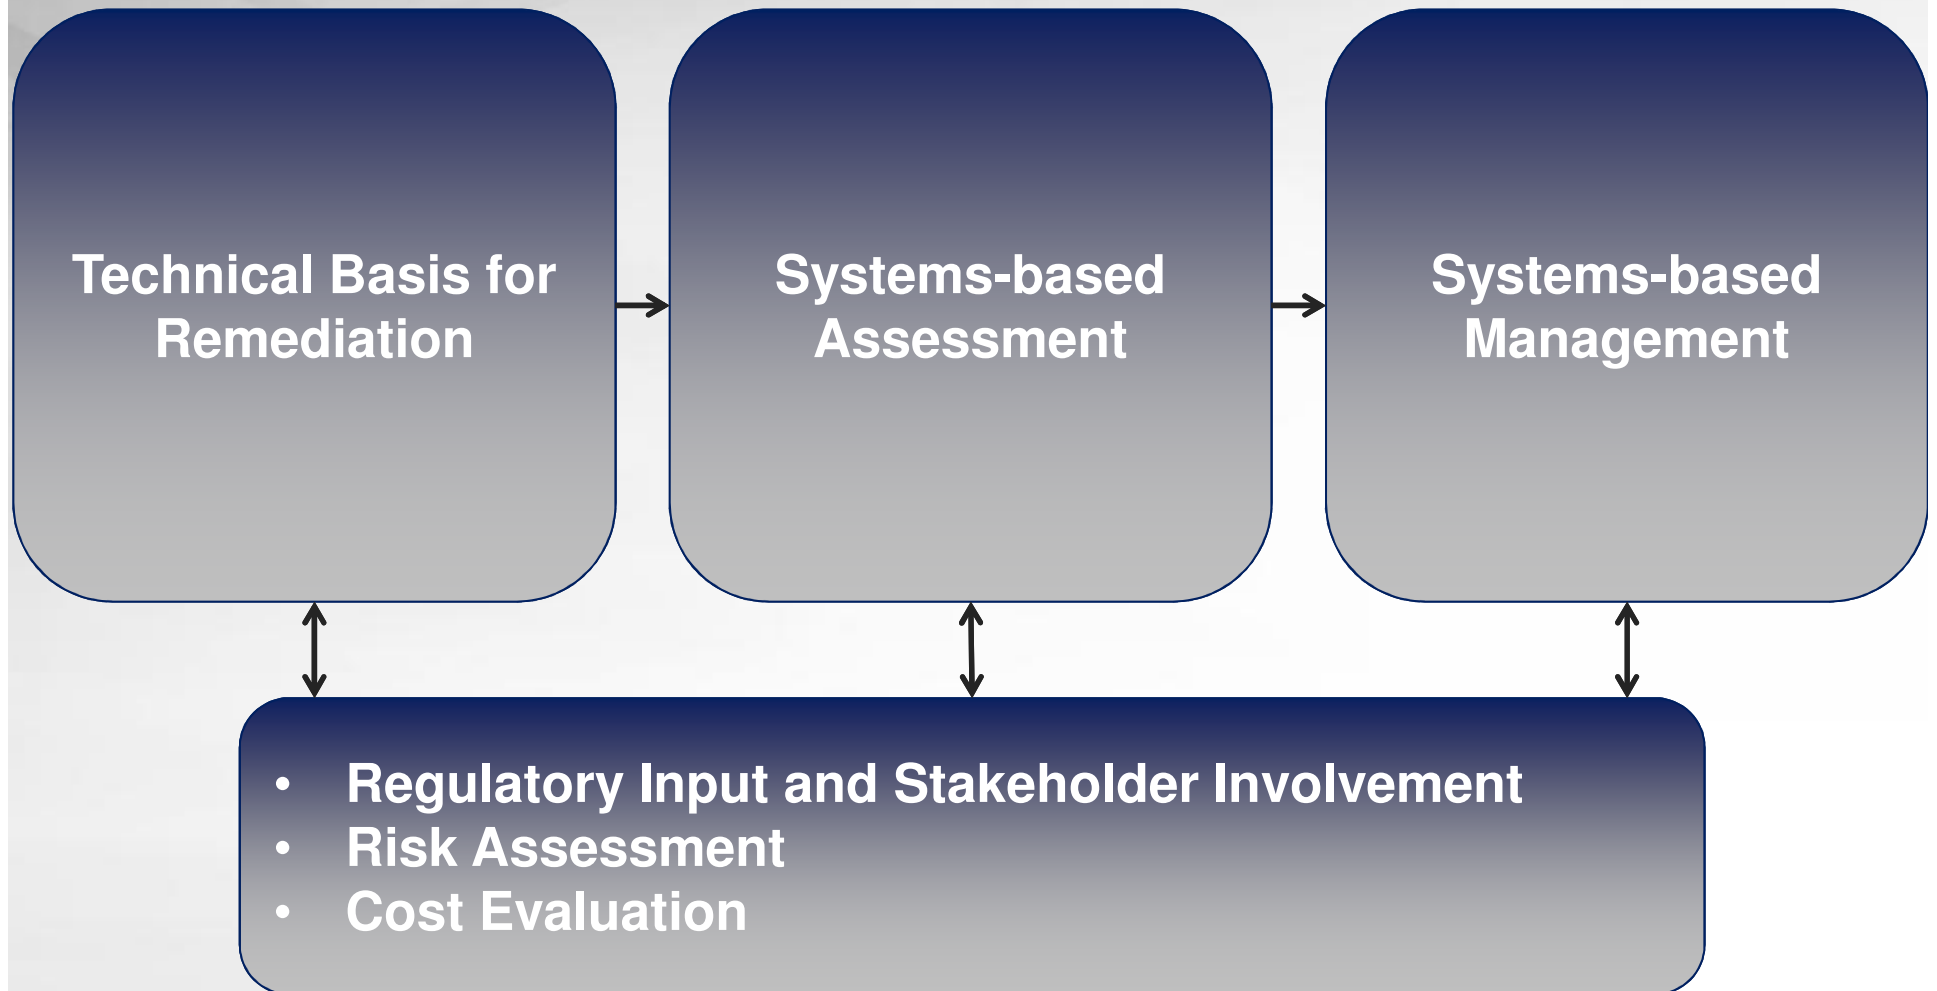 Technical Basis for
Remediation
Systems-based
Assessment
Systems-based
Management
• Regulatory Input and Stakeholder Involvement
• Risk Assessment
• Cost Evaluation